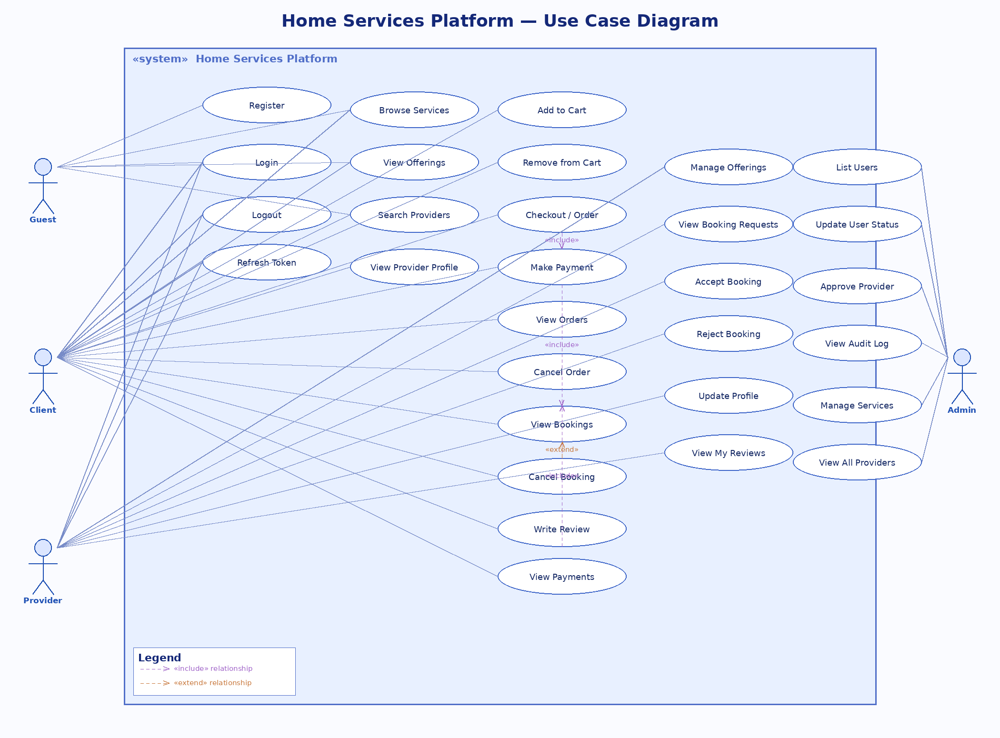 Home Services Platform — Use Case Diagram
«system» Home Services Platform
Register
Browse Services
Add to Cart
Login
View Offerings
Remove from Cart
Manage Offerings
List Users
Guest
Logout
Search Providers
Checkout / Order
View Booking Requests
Update User Status
«include»
Refresh Token
View Provider Profile
Make Payment
Accept Booking
Approve Provider
View Orders
Reject Booking
View Audit Log
«include»
Client
Cancel Order
Update Profile
Manage Services
Admin
View Bookings
«extend»
View My Reviews
View All Providers
Cancel Booking
«include»
Write Review
View Payments
Provider
Legend
«include» relationship
«extend» relationship